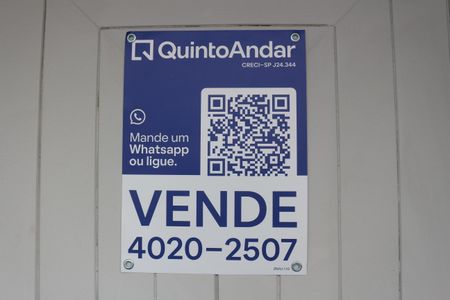 QuintoAndar
CRECI-SP J24.344
Mande um
Whatsapp
ou ligue.
VENDE
4020-2507